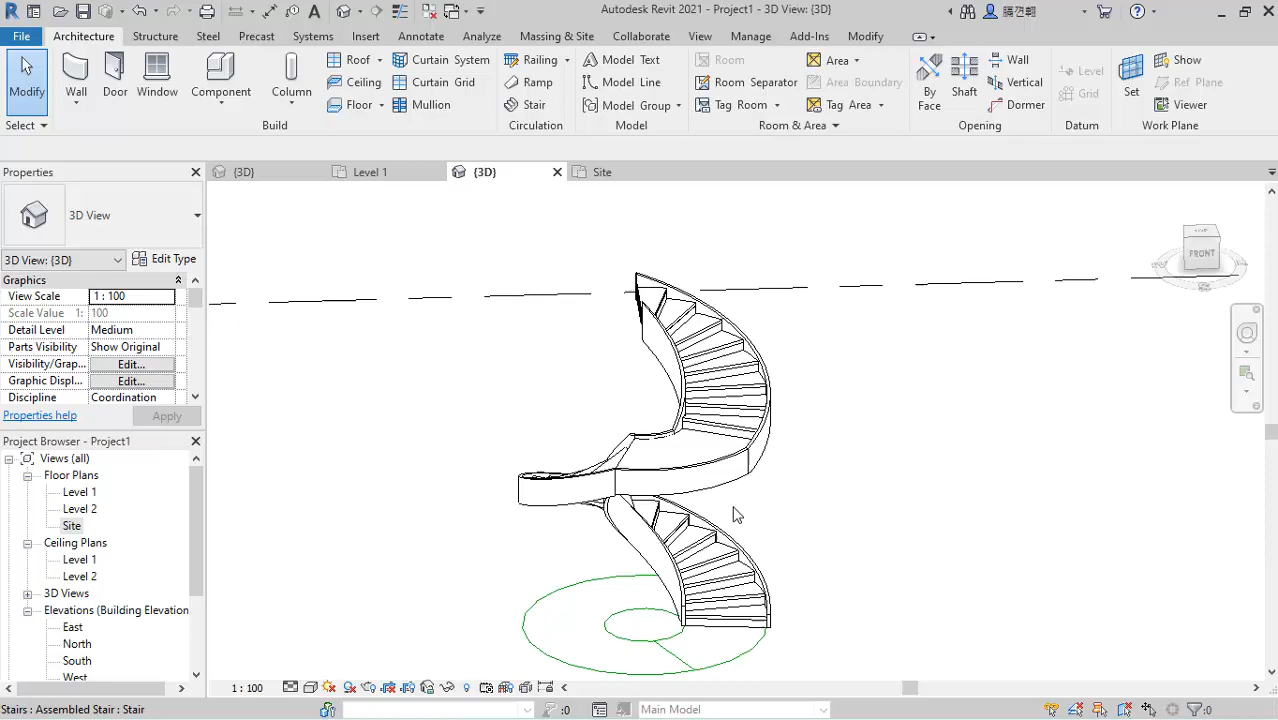 Autodesk Revit 2021 - Project1 - 3D View: {3D}
File Architecture Structure Steel Precast Systems Insert Annotate Analyze Massing & Site Collaborate View Manage Add-Ins Modify
Modify Wall Door Window Component Column
Roof Curtain System Railing Model Text Room Area Wall Level Show
Ceiling Curtain Grid Ramp Model Line Room Separator Area Boundary By Face Shaft Vertical Grid Set Ref Plane
Floor Mullion Stair Model Group Tag Room Tag Area Dormer Viewer
Select Build Circulation Model Room & Area Opening Datum Work Plane
Properties
{3D} Level 1 {3D} Site
3D View
3D View: {3D} Edit Type
Graphics
View Scale 1 : 100
Scale Value 1: 100
Detail Level Medium
Parts Visibility Show Original
Visibility/Grap... Edit...
Graphic Displ... Edit...
Discipline Coordination
Properties help Apply
FRONT
Project Browser - Project1
Views (all)
Floor Plans
Level 1
Level 2
Site
Ceiling Plans
Level 1
Level 2
3D Views
Elevations (Building Elevation
East
North
South
West
1 : 100
Stairs : Assembled Stair : Stair :0 Main Model :0